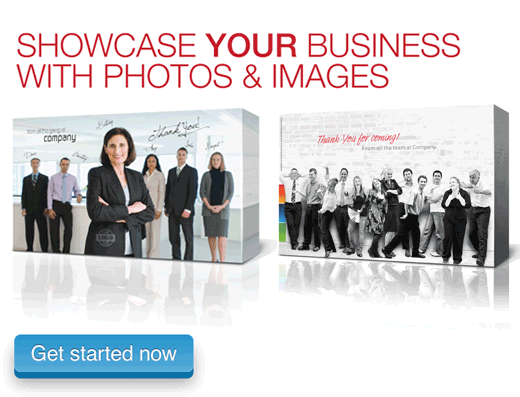 SHOWCASE YOUR BUSINESS
WITH PHOTOS & IMAGES
from all the gang at
company
Thank You!
Thank You for coming!
From all the team at Company.
Get started now